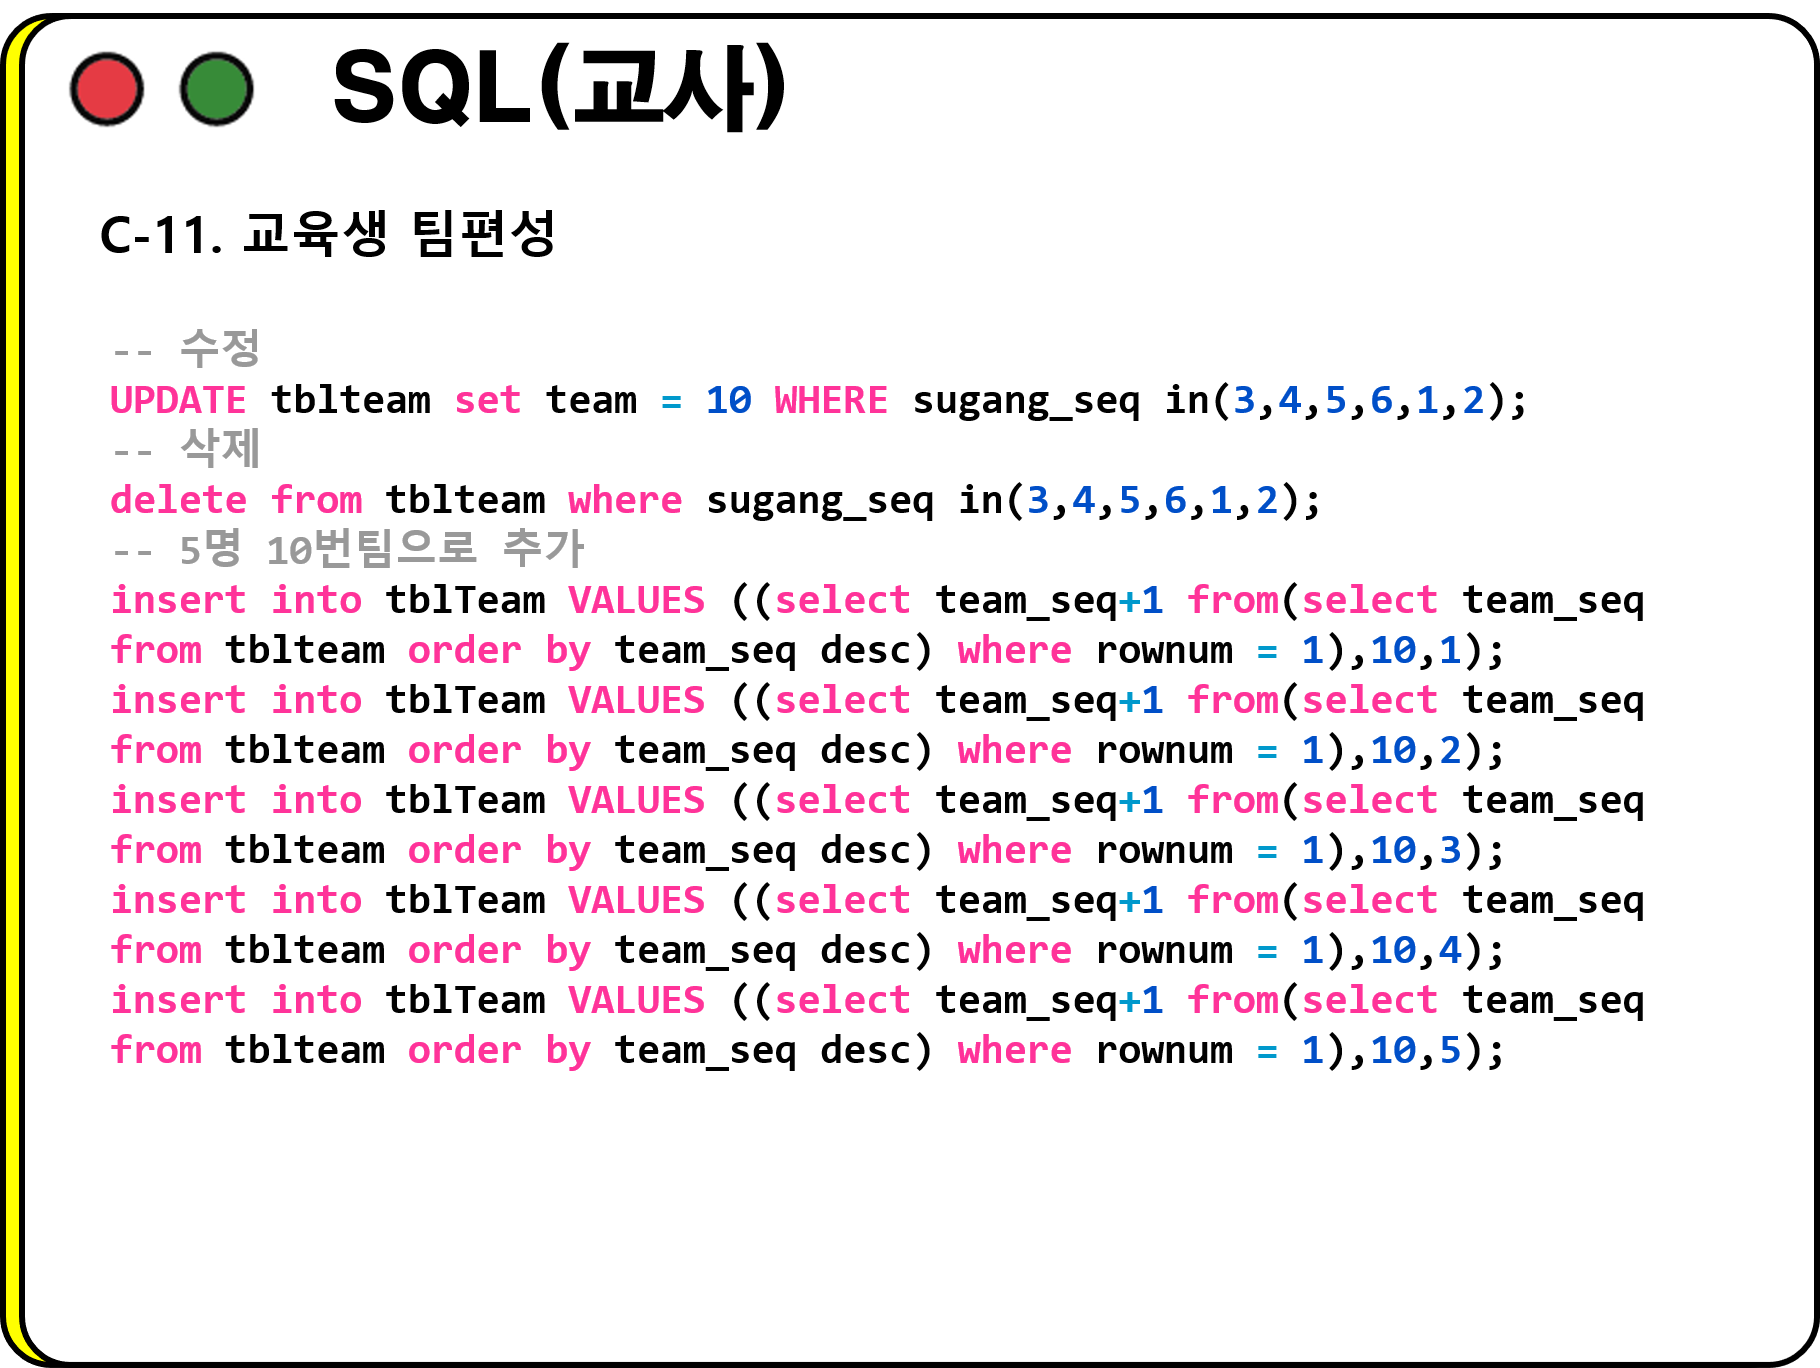 SQL(교사)
C-11. 교육생 팀편성
-- 수정
UPDATE tblteam set team = 10 WHERE sugang_seq in(3,4,5,6,1,2);
-- 삭제
delete from tblteam where sugang_seq in(3,4,5,6,1,2);
-- 5명 10번팀으로 추가
insert into tblTeam VALUES ((select team_seq+1 from(select team_seq
from tblteam order by team_seq desc) where rownum = 1),10,1);
insert into tblTeam VALUES ((select team_seq+1 from(select team_seq
from tblteam order by team_seq desc) where rownum = 1),10,2);
insert into tblTeam VALUES ((select team_seq+1 from(select team_seq
from tblteam order by team_seq desc) where rownum = 1),10,3);
insert into tblTeam VALUES ((select team_seq+1 from(select team_seq
from tblteam order by team_seq desc) where rownum = 1),10,4);
insert into tblTeam VALUES ((select team_seq+1 from(select team_seq
from tblteam order by team_seq desc) where rownum = 1),10,5);